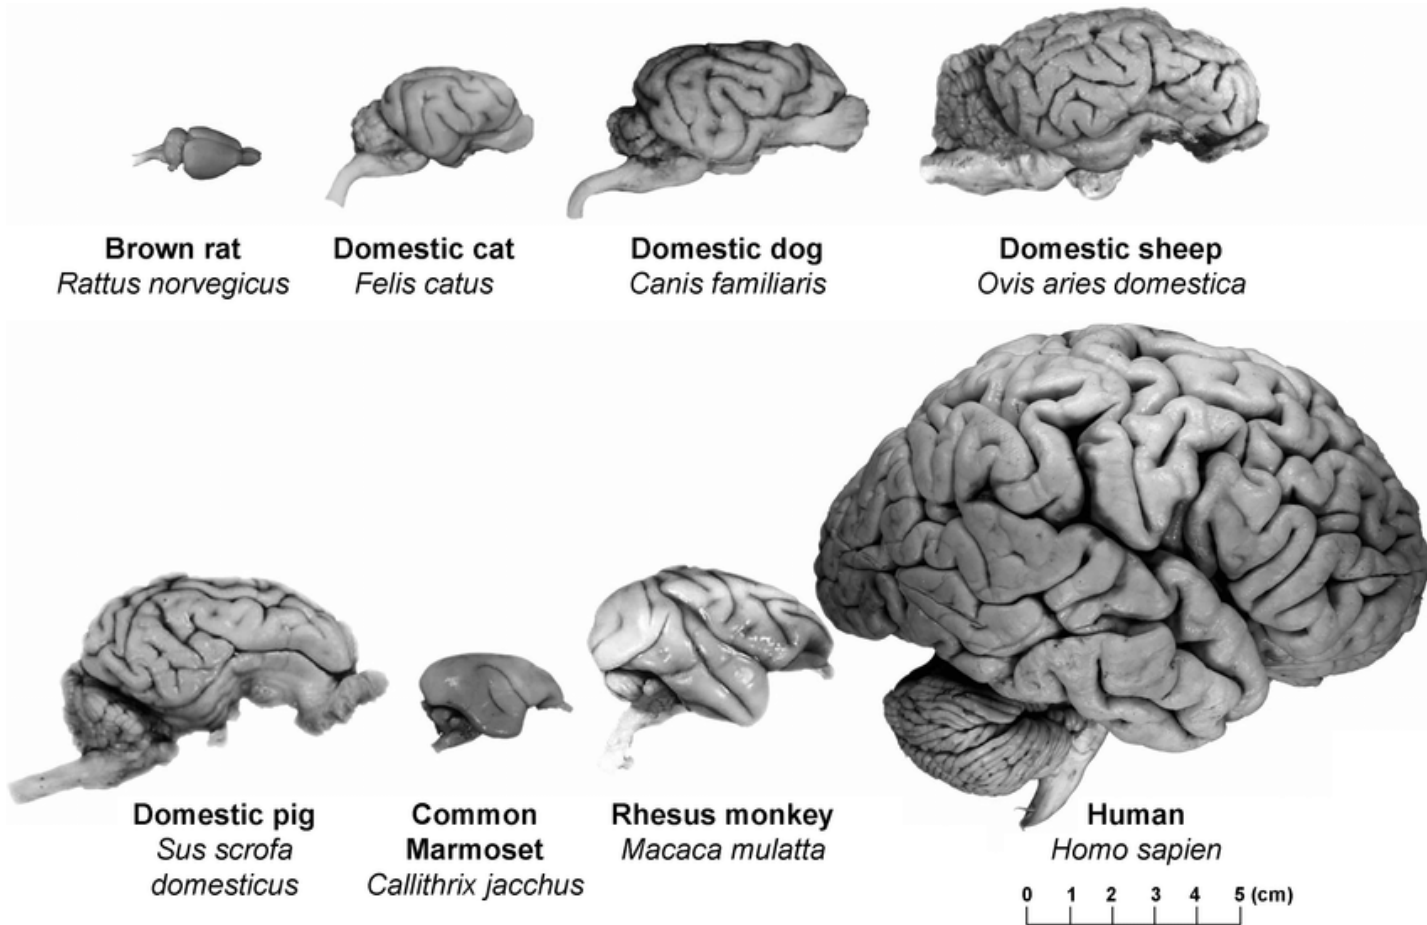 Brown rat
Rattus norvegicus
Domestic cat
Felis catus
Domestic dog
Canis familiaris
Domestic sheep
Ovis aries domestica
Domestic pig
Sus scrofa
domesticus
Common
Marmoset
Callithrix jacchus
Rhesus monkey
Macaca mulatta
Human
Homo sapien
0 1 2 3 4 5 (cm)